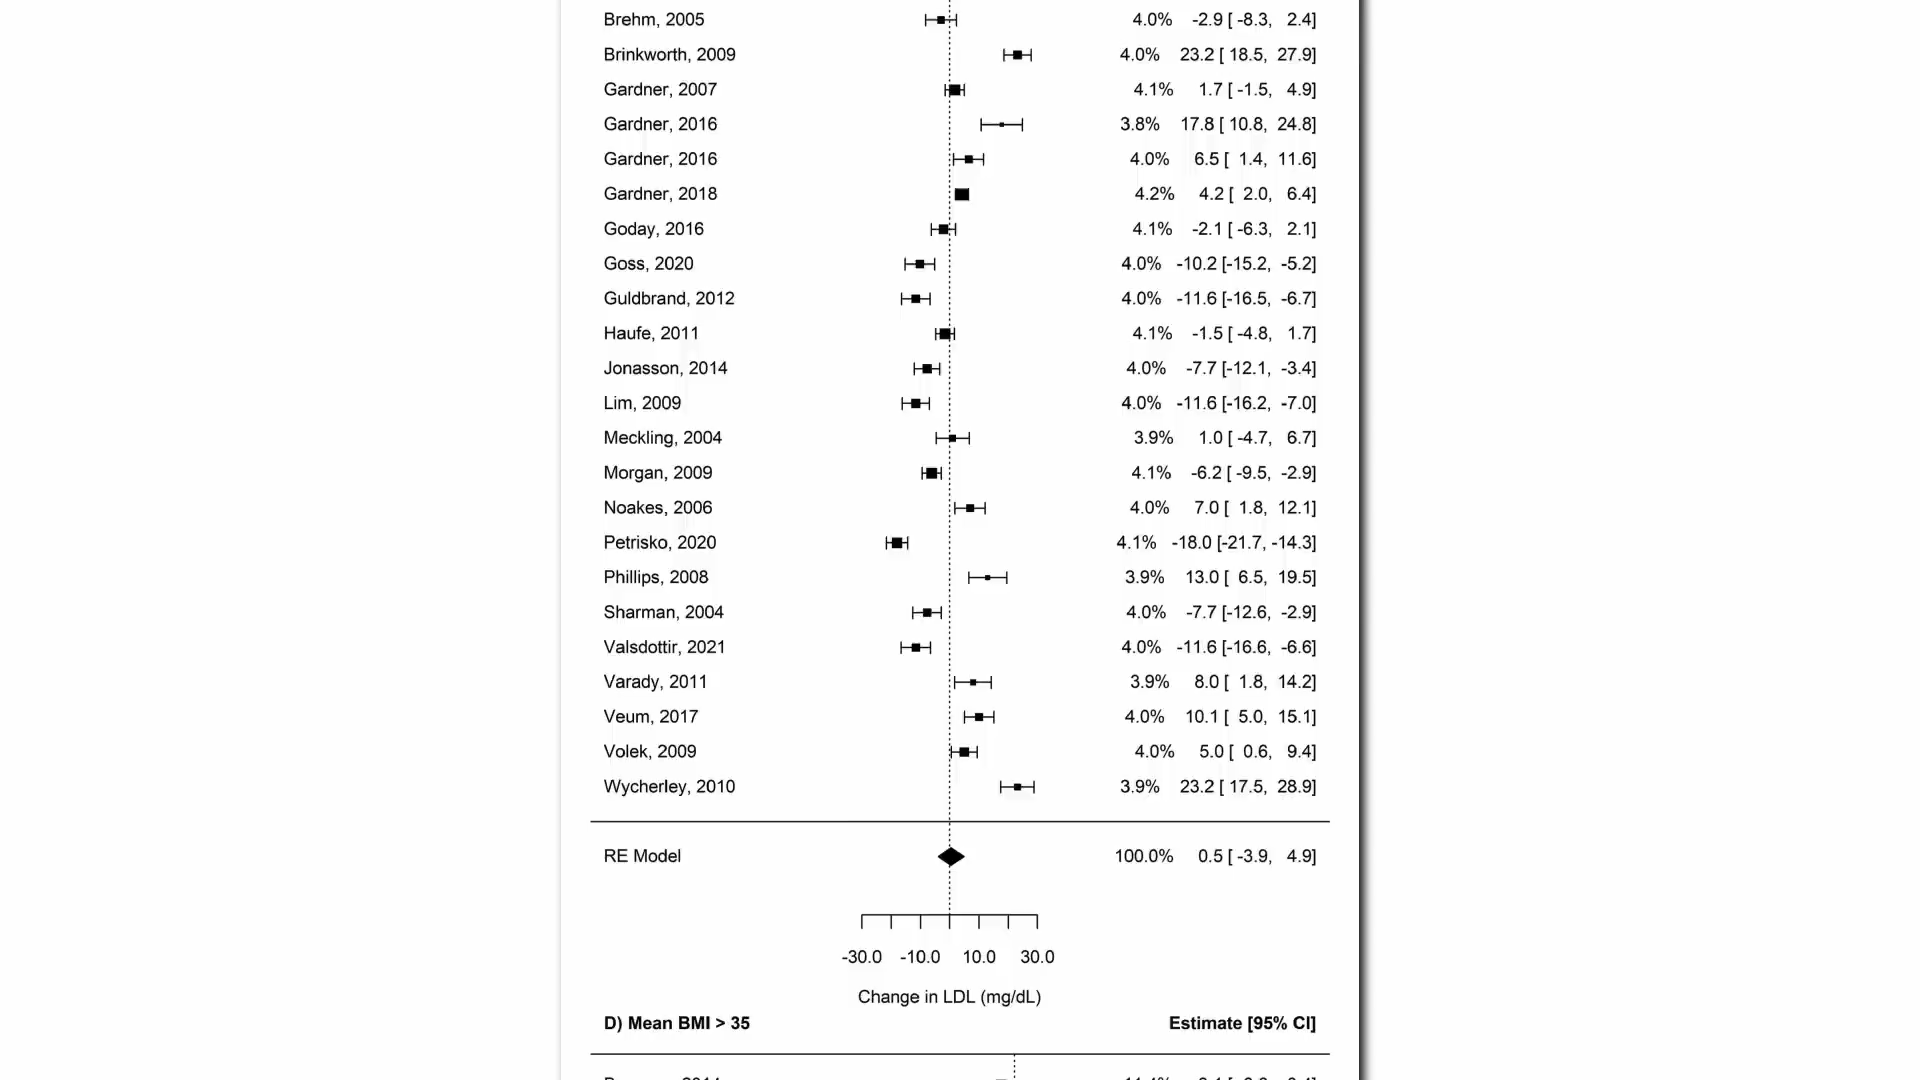 Brehm, 2005 4.0% -2.9 [ -8.3, 2.4]
Brinkworth, 2009 4.0% 23.2 [ 18.5, 27.9]
Gardner, 2007 4.1% 1.7 [ -1.5, 4.9]
Gardner, 2016 3.8% 17.8 [ 10.8, 24.8]
Gardner, 2016 4.0% 6.5 [ 1.4, 11.6]
Gardner, 2018 4.2% 4.2 [ 2.0, 6.4]
Goday, 2016 4.1% -2.1 [ -6.3, 2.1]
Goss, 2020 4.0% -10.2 [-15.2, -5.2]
Guldbrand, 2012 4.0% -11.6 [-16.5, -6.7]
Haufe, 2011 4.1% -1.5 [ -4.8, 1.7]
Jonasson, 2014 4.0% -7.7 [-12.1, -3.4]
Lim, 2009 4.0% -11.6 [-16.2, -7.0]
Meckling, 2004 3.9% 1.0 [ -4.7, 6.7]
Morgan, 2009 4.1% -6.2 [ -9.5, -2.9]
Noakes, 2006 4.0% 7.0 [ 1.8, 12.1]
Petrisko, 2020 4.1% -18.0 [-21.7, -14.3]
Phillips, 2008 3.9% 13.0 [ 6.5, 19.5]
Sharman, 2004 4.0% -7.7 [-12.6, -2.9]
Valsdottir, 2021 4.0% -11.6 [-16.6, -6.6]
Varady, 2011 3.9% 8.0 [ 1.8, 14.2]
Veum, 2017 4.0% 10.1 [ 5.0, 15.1]
Volek, 2009 4.0% 5.0 [ 0.6, 9.4]
Wycherley, 2010 3.9% 23.2 [ 17.5, 28.9]
RE Model 100.0% 0.5 [ -3.9, 4.9]
-30.0 -10.0 10.0 30.0
Change in LDL (mg/dL)
D) Mean BMI > 35 Estimate [95% CI]